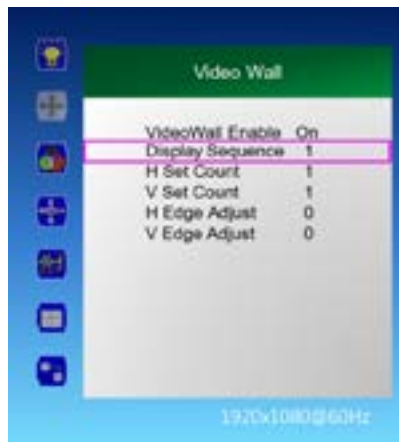 Video Wall
VideoWall Enable On
Display Sequence 1
H Set Count 1
V Set Count 1
H Edge Adjust 0
V Edge Adjust 0
1920x1080@60Hz